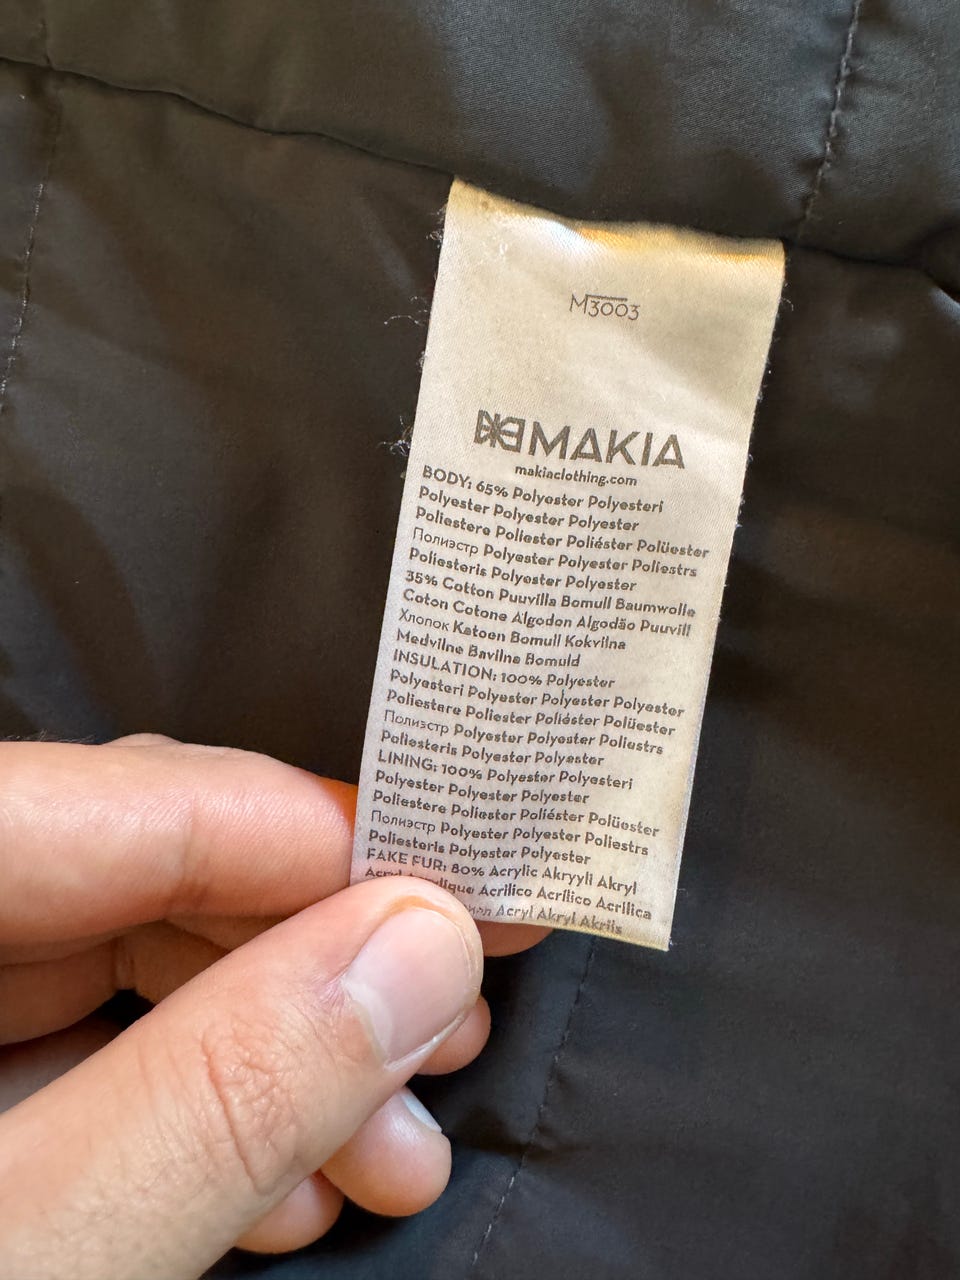 M3003
MAKIA
makiaclothing.com
BODY: 65% Polyester Polyesteri
Polyester Polyester Polyester
Poliestere Poliester Poliéster Polüester
Полиэстр Polyester Polyester Poliestrs
Poliesteris Polyester Polyester
35% Cotton Puuvilla Bomull Baumwolle
Coton Cotone Algodon Algodão Puuvill
Хлопок Katoen Bomull Kokvilna
Medvilne Bavilna Bomuld
INSULATION: 100% Polyester
Polyesteri Polyester Polyester Polyester
Poliestere Poliester Poliéster Polüester
Полиэстр Polyester Polyester Poliestrs
Poliesteris Polyester Polyester
LINING: 100% Polyester Polyesteri
Polyester Polyester Polyester
Poliestere Poliester Poliéster Polüester
Полиэстр Polyester Polyester Poliestrs
Poliesteris Polyester Polyester
FAKE FUR: 80% Acrylic Akryyli Akryl
Acrilico Acrílico Acrílica
Acryl Akryl Akrils